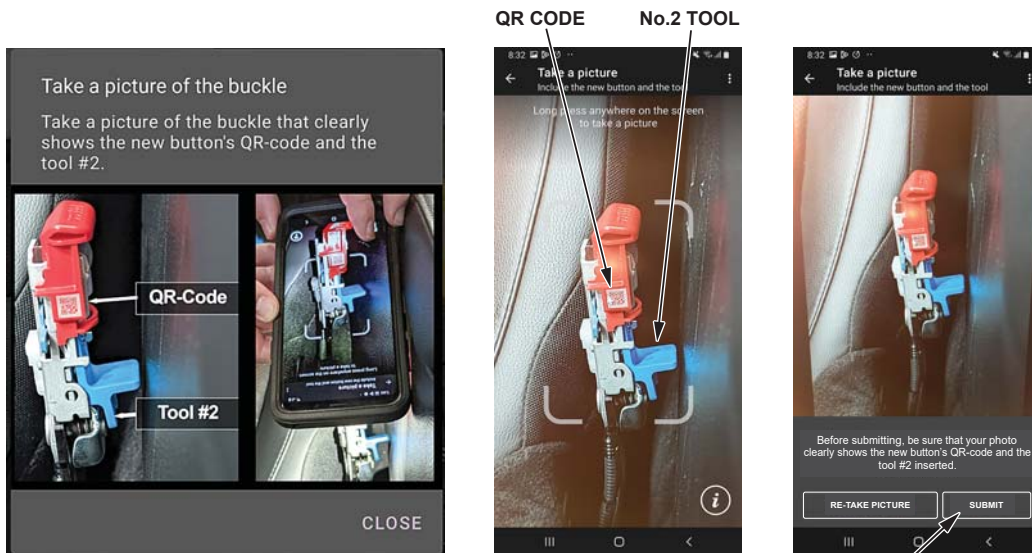 QR CODE
No.2 TOOL
Take a picture of the buckle
Take a picture of the buckle that clearly
shows the new button's QR-code and the
tool #2.
QR-Code
Tool #2
CLOSE
8:32
Take a picture
Include the new button and the tool
Long press anywhere on the screen
to take a picture
i
8:32
Take a picture
Include the new button and the tool
Before submitting, be sure that your photo
clearly shows the new button's QR-code and the
tool #2 inserted.
RE-TAKE PICTURE
SUBMIT